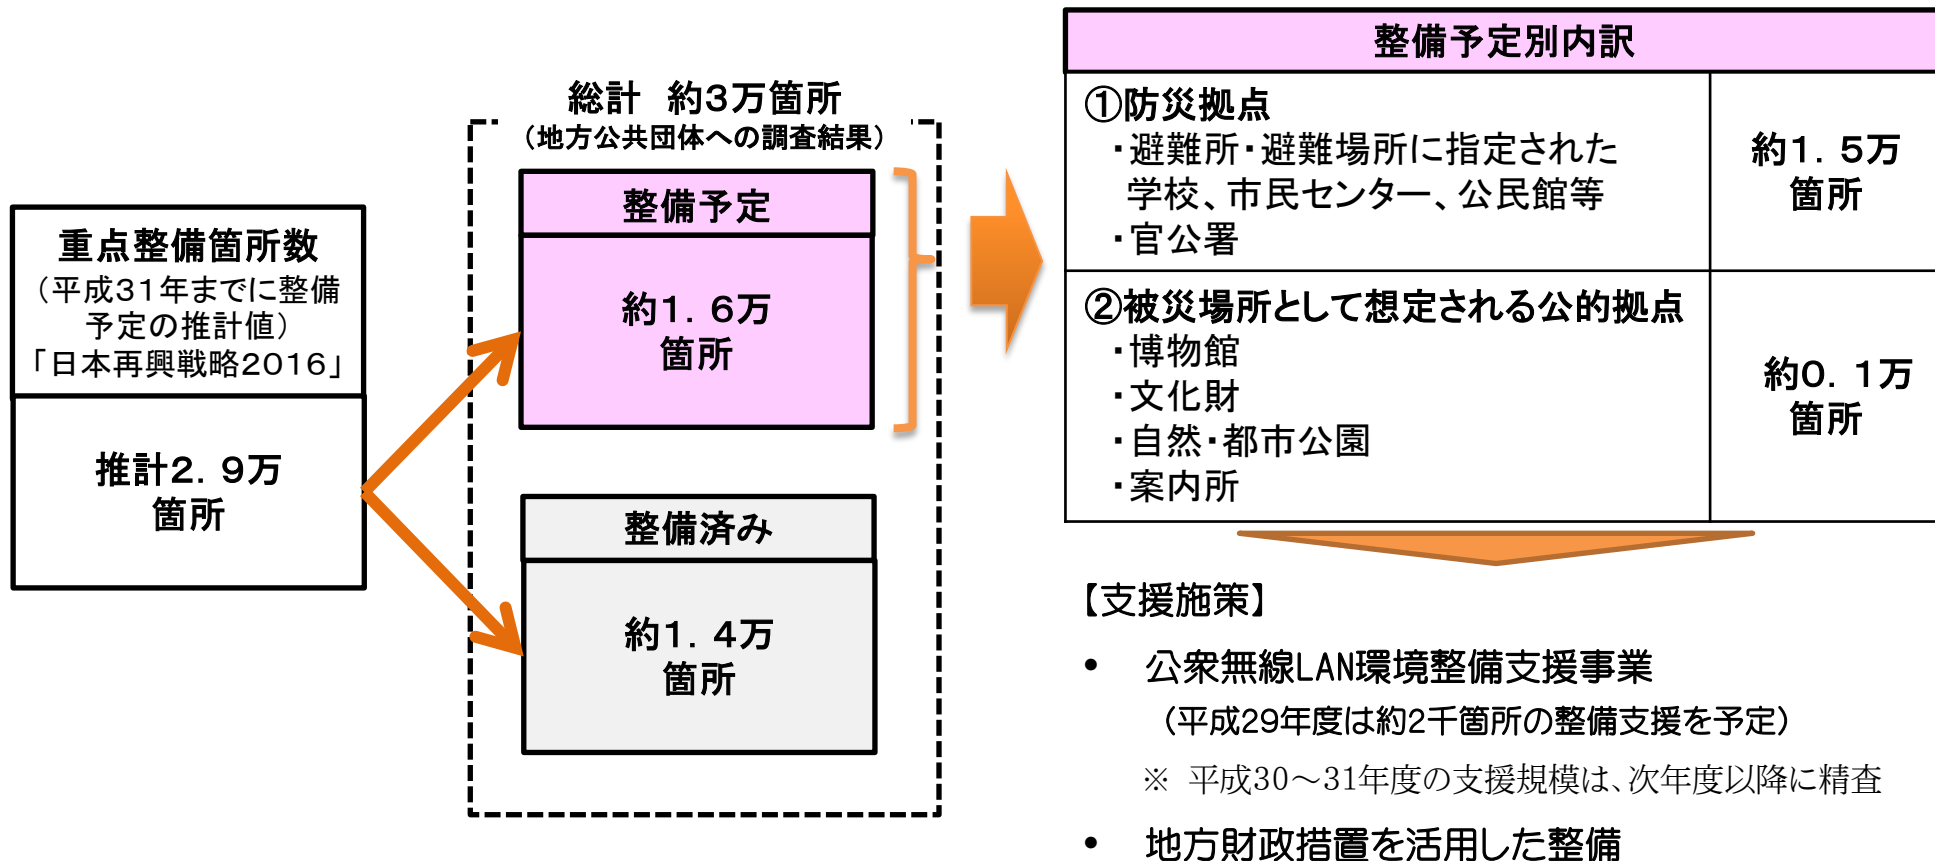 重点整備箇所数
（平成３１年までに整備
予定の推計値）
「日本再興戦略２０１６」
推計２．９万
箇所
総計　約３万箇所
（地方公共団体への調査結果）
整備予定
約１．６万
箇所
整備済み
約１．４万
箇所
整備予定別内訳
①防災拠点
・避難所・避難場所に指定された
学校、市民センター、公民館等
・官公署
約１．５万
箇所
②被災場所として想定される公的拠点
・博物館
・文化財
・自然・都市公園
・案内所
約０．１万
箇所
【支援施策】
• 公衆無線LAN環境整備支援事業
（平成29年度は約2千箇所の整備支援を予定）
※ 平成30～31年度の支援規模は、次年度以降に精査
• 地方財政措置を活用した整備